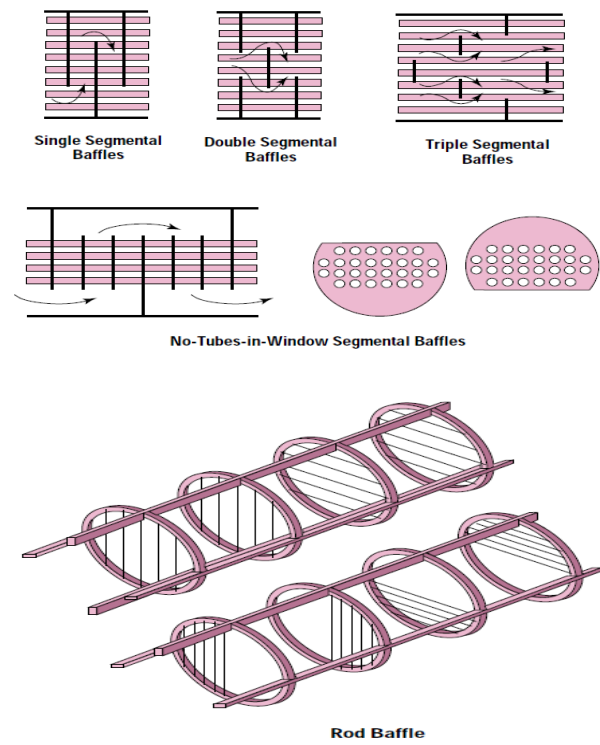 Single Segmental
Baffles
Double Segmental
Baffles
Triple Segmental
Baffles
No-Tubes-in-Window Segmental Baffles
Rod Baffle